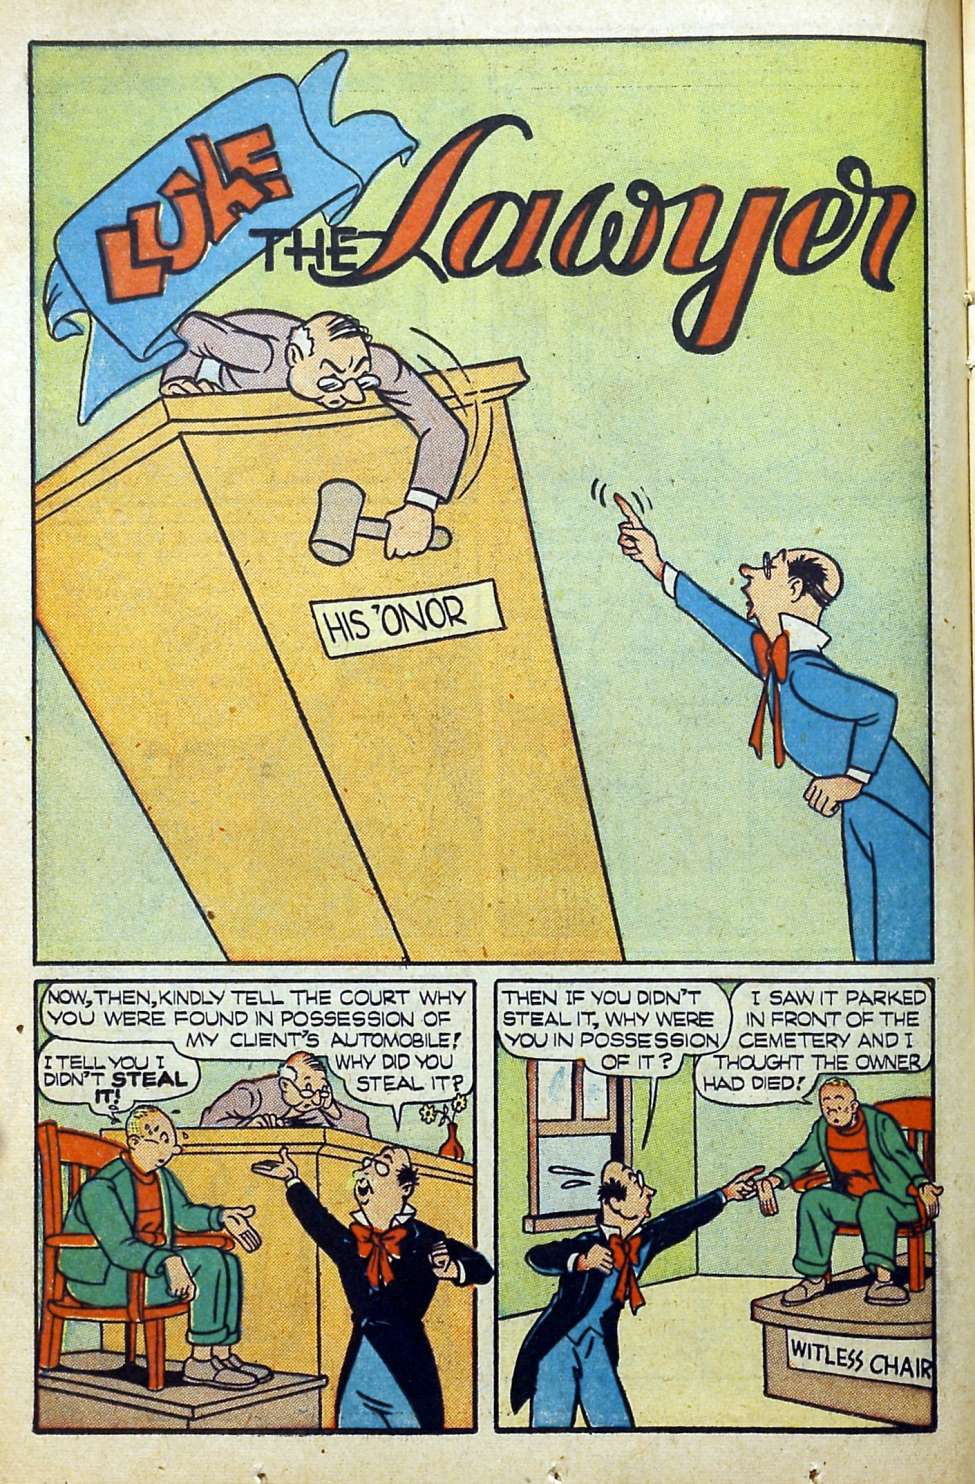 LUKE
THE Lawyer
HIS 'ONOR
NOW, THEN, KINDLY TELL THE COURT WHY
YOU WERE FOUND IN POSSESSION OF
MY CLIENT'S AUTOMOBILE!
WHY DID YOU
STEAL IT?
I TELL YOU I
DIDN'T STEAL
IT!
THEN IF YOU DIDN'T
STEAL IT, WHY WERE
YOU IN POSSESSION
OF IT?
I SAW IT PARKED
IN FRONT OF THE
CEMETERY AND I
THOUGHT THE OWNER
HAD DIED!
WITLESS CHAIR